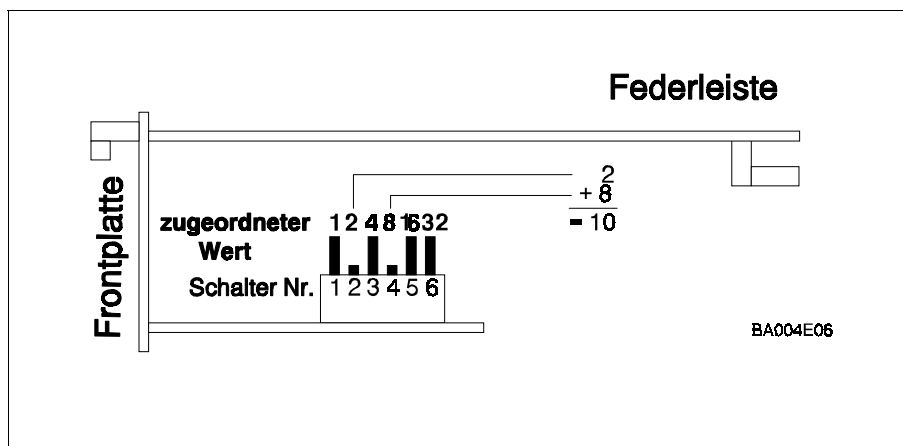 Federleiste
Frontplatte
2
+ 8
= 10
zugeordneter
Wert
1 2 4 8 16 32
Schalter Nr. 1 2 3 4 5 6
BA004E06